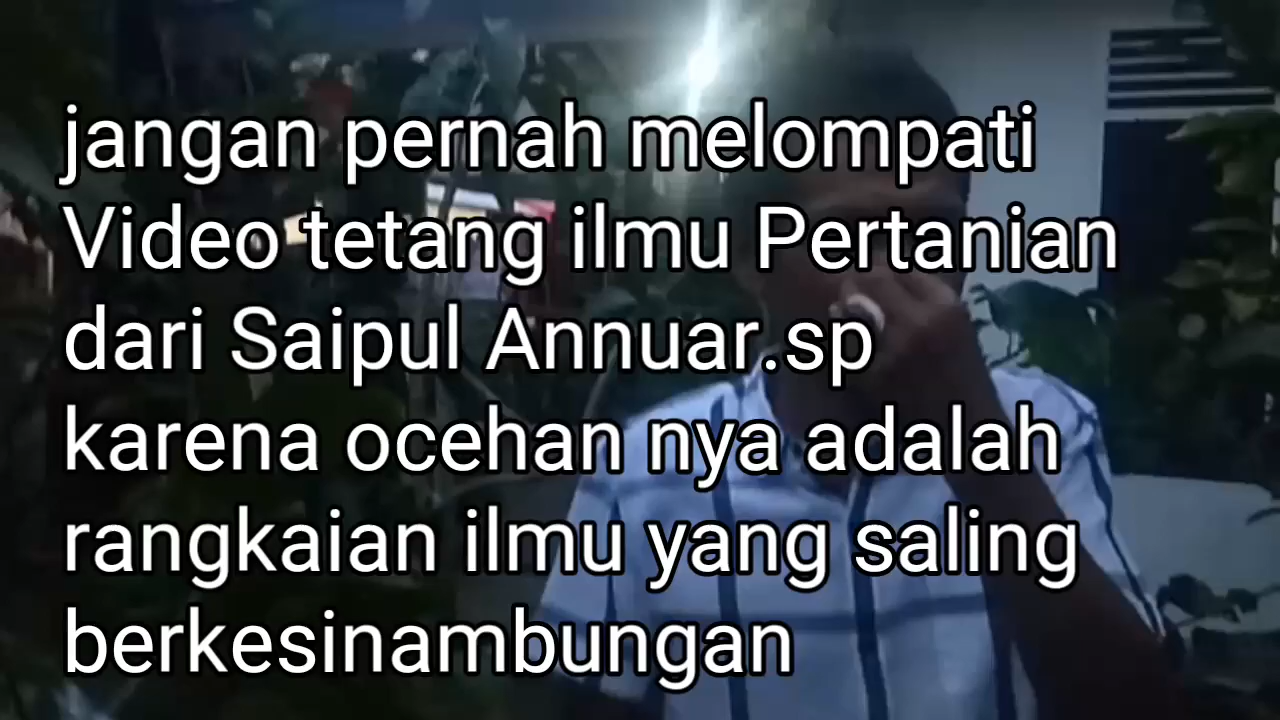 jangan pernah melompati
Video tetang ilmu Pertanian
dari Saipul Annuar.sp
karena ocehan nya adalah
rangkaian ilmu yang saling
berkesinambungan